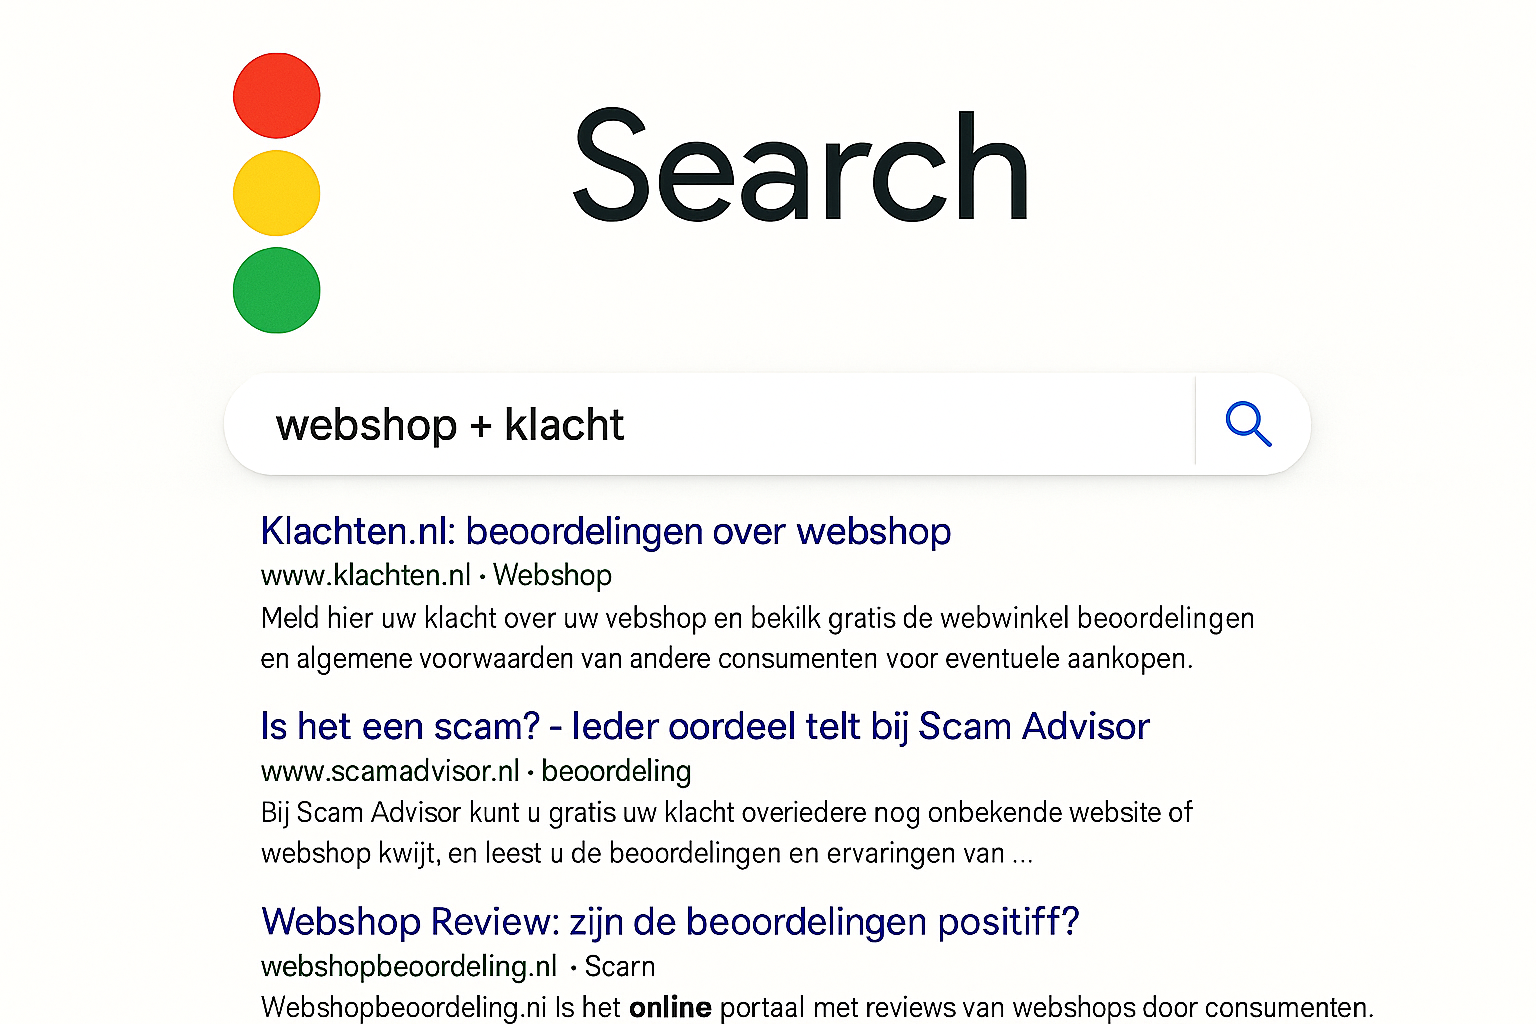 Search
webshop + klacht
Klachten.nl: beoordelingen over webshop
www.klachten.nl · Webshop
Meld hier uw klacht over uw vebshop en bekilk gratis de webwinkel beoordelingen
en algemene voorwaarden van andere consumenten voor eventuele aankopen.
Is het een scam? - Ieder oordeel telt bij Scam Advisor
www.scamadvisor.nl · beoordeling
Bij Scam Advisor kunt u gratis uw klacht overiedere nog onbekende website of
webshop kwijt, en leest u de beoordelingen en ervaringen van ...
Webshop Review: zijn de beoordelingen positiff?
webshopbeoordeling.nl · Scarn
Webshopbeoordeling.ni Is het online portaal met reviews van webshops door consumenten.